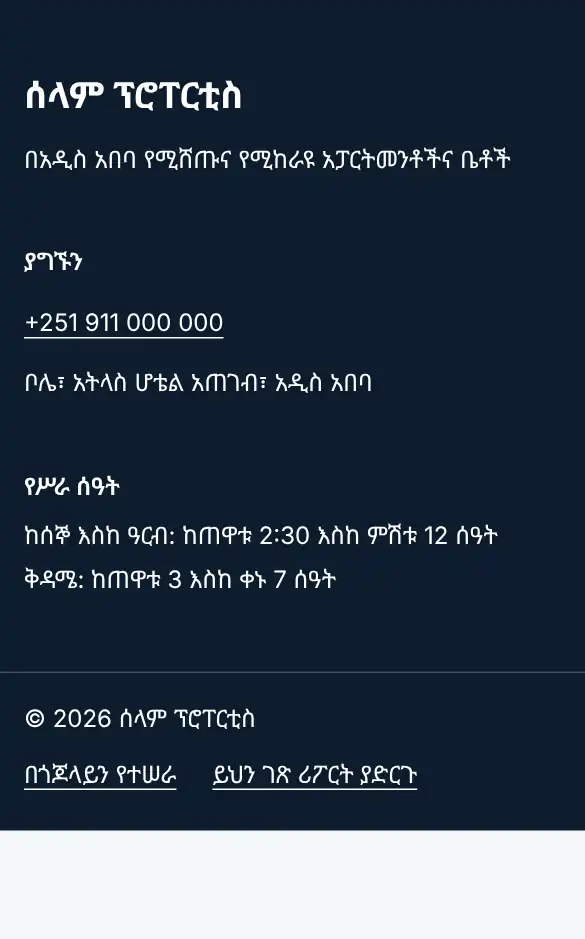 ሰላም ፕሮፐርቲስ
በአዲስ አበባ የሚሸጡና የሚከራዩ አፓርትመንቶችና ቤቶች
ያግኙን
+251 911 000 000
ቦሌ፣ አትላስ ሆቴል አጠገብ፣ አዲስ አበባ
የሥራ ሰዓት
ከሰኞ እስከ ዓርብ: ከጠዋቱ 2:30 እስከ ምሽቱ 12 ሰዓት
ቅዳሜ: ከጠዋቱ 3 እስከ ቀኑ 7 ሰዓት
© 2026 ሰላም ፕሮፐርቲስ
በጎጆላይን የተሠራ ይህን ገጽ ሪፖርት ያድርጉ